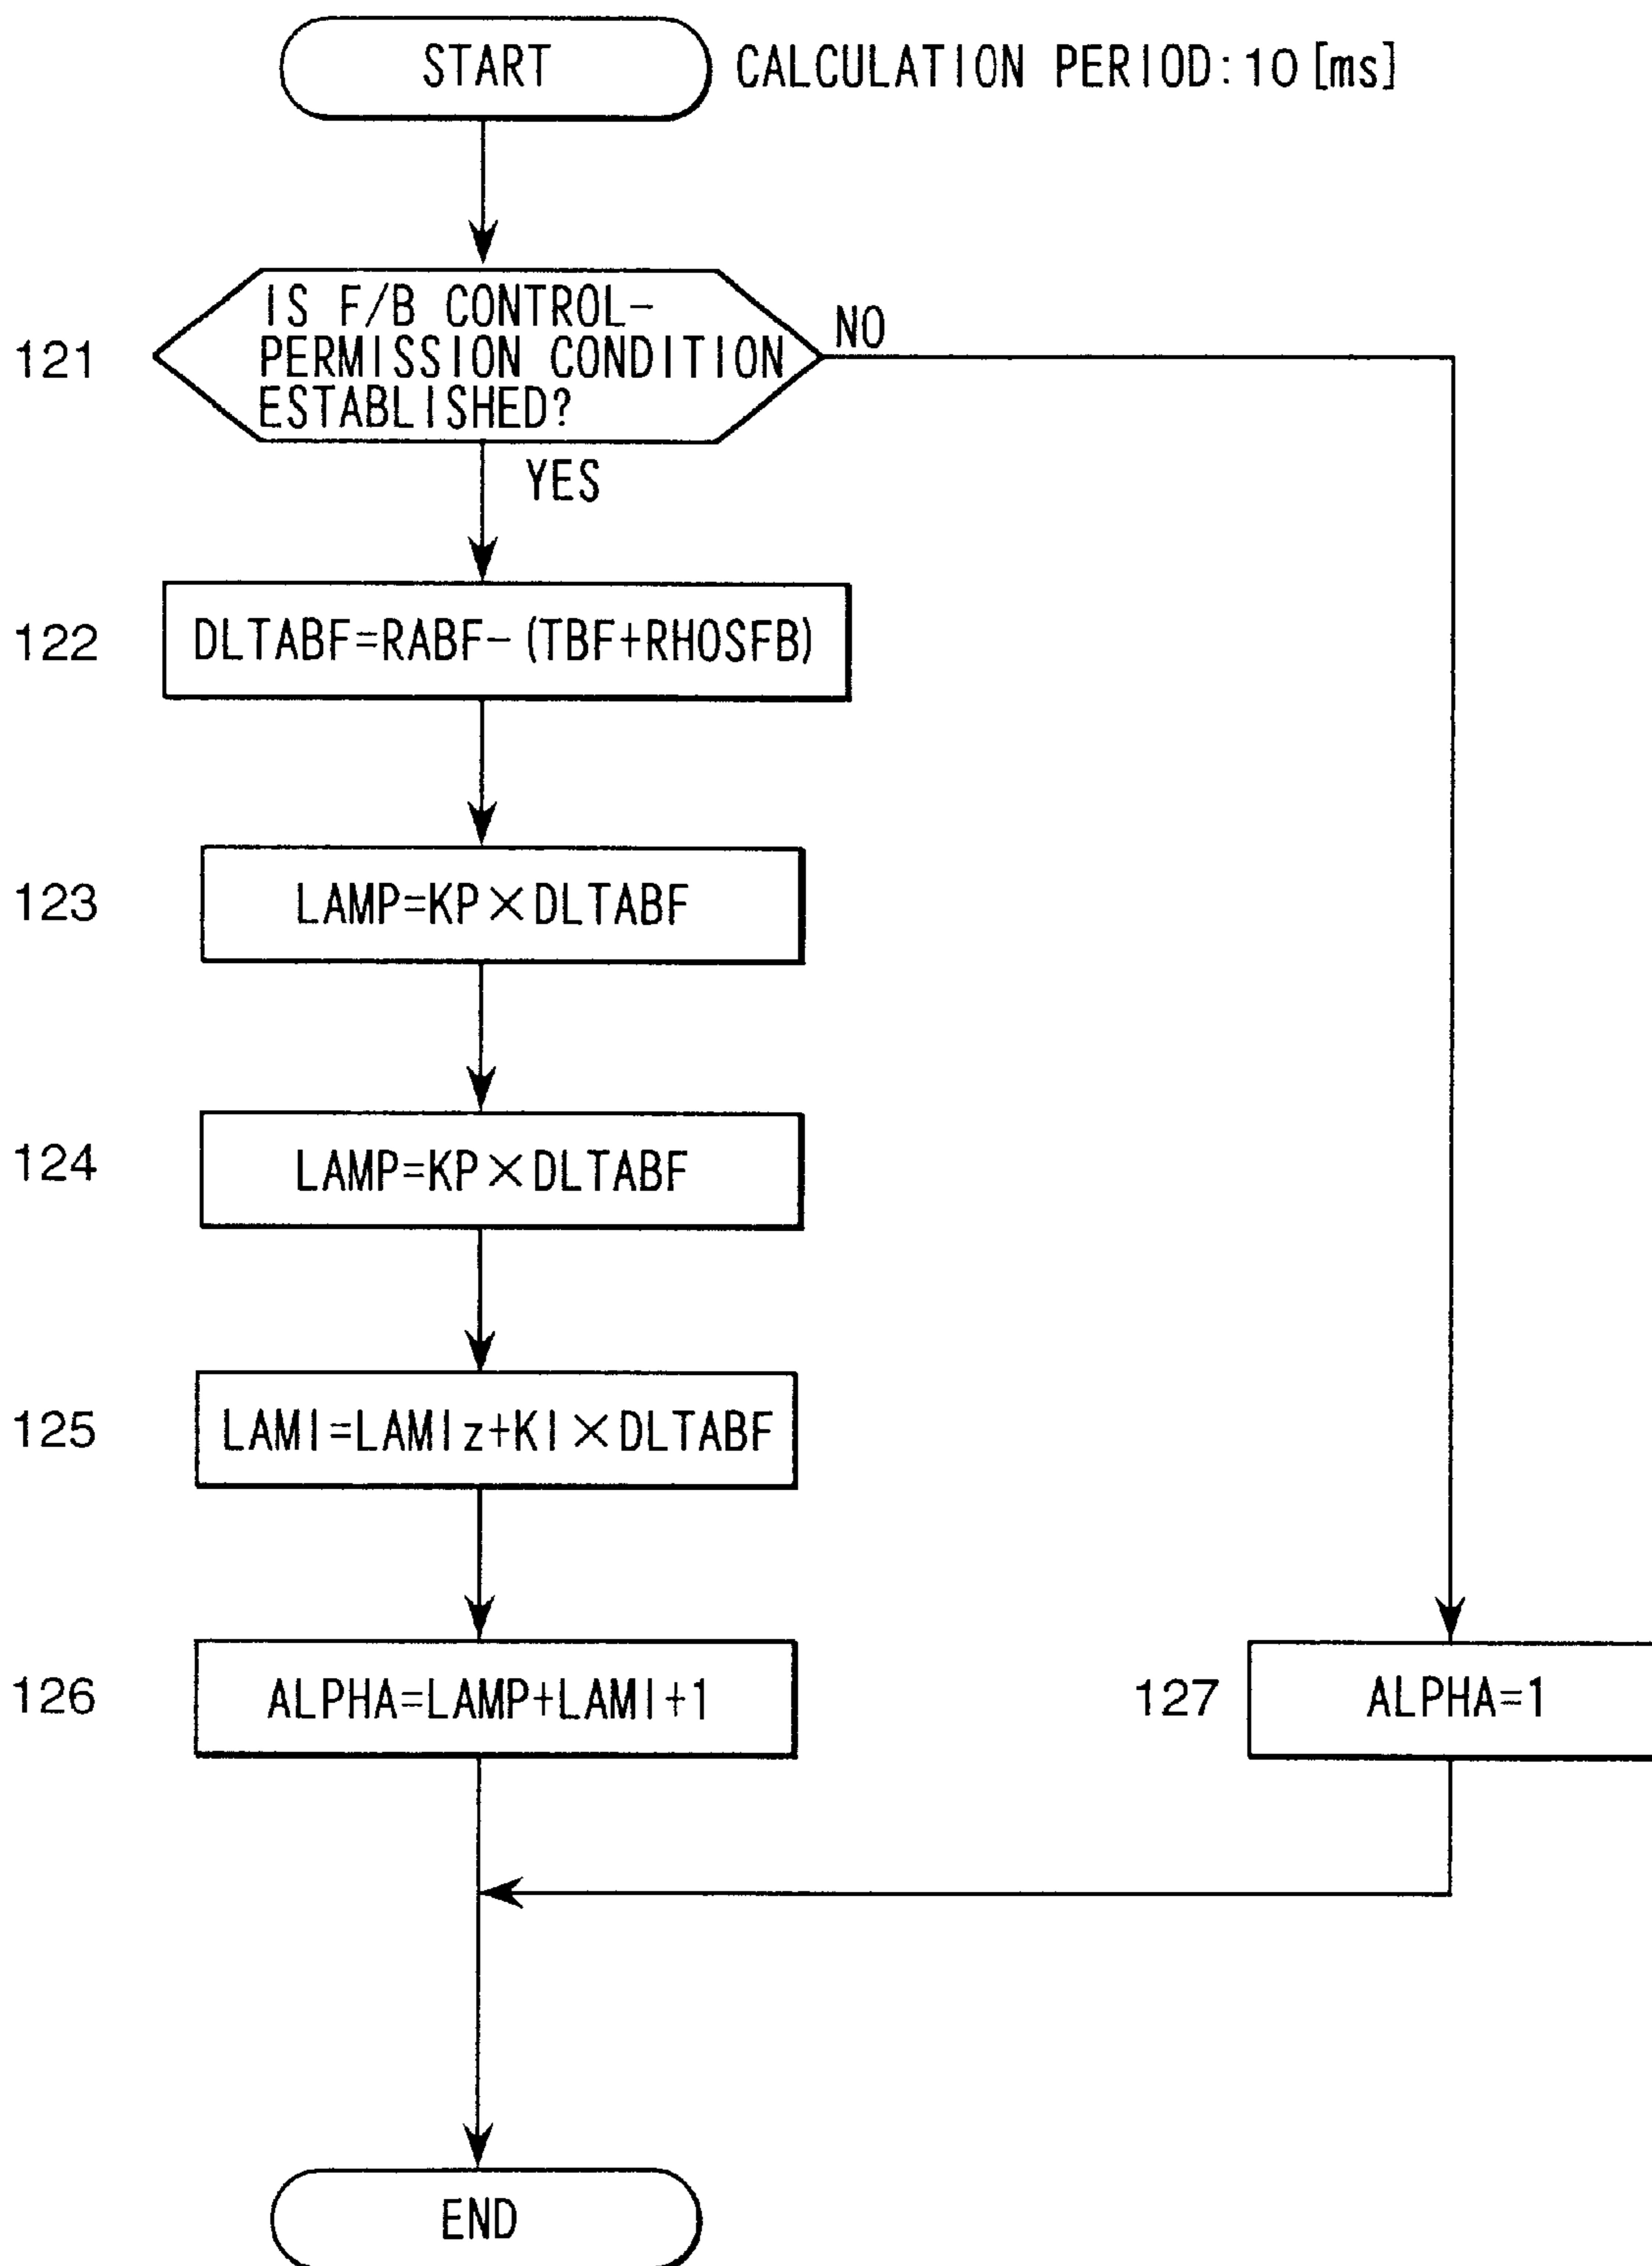 START
CALCULATION PERIOD: 10 [ms]
121
IS F/B CONTROL-
PERMISSION CONDITION
ESTABLISHED?
NO
YES
122
DLTABF=RABF-(TBF+RHOSFB)
123
LAMP=KP×DLTABF
124
LAMP=KP×DLTABF
125
LAMI=LAMIz+KI×DLTABF
126
ALPHA=LAMP+LAMI+1
127
ALPHA=1
END